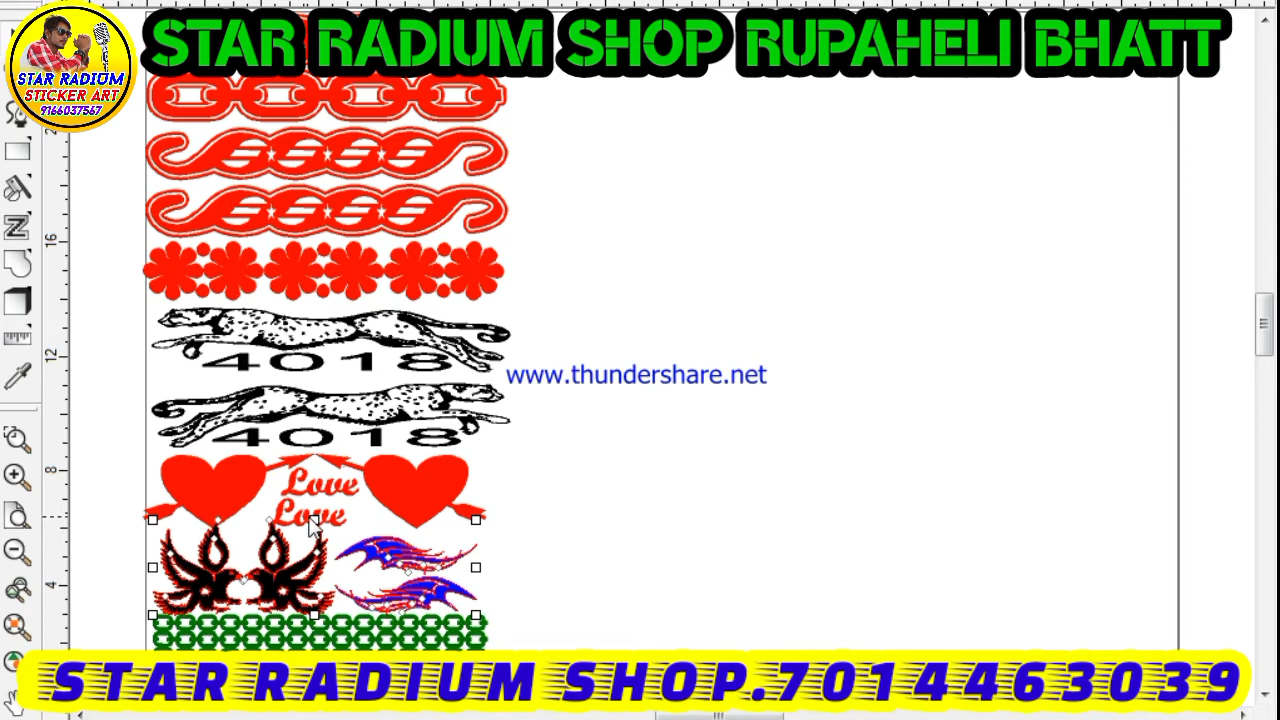 STAR RADIUM SHOP RUPAHELI BHATT
STAR RADIUM
STICKER ART
9166037567
16
12
8
4
4018
www.thundershare.net
4018
Love
Love
STAR RADIUM SHOP.7014463039